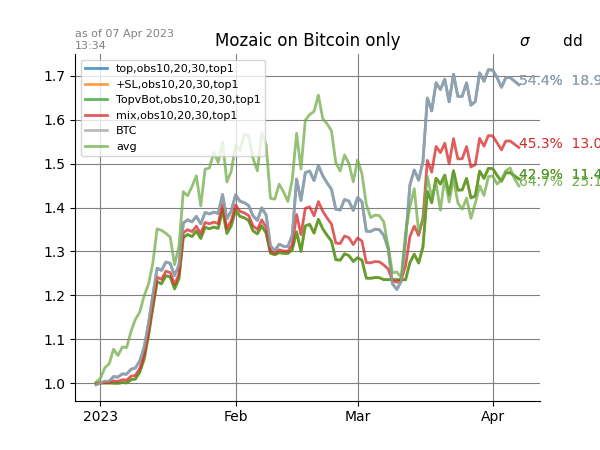 as of 07 Apr 2023
13:34
Mozaic on Bitcoin only
σ dd
top,obs10,20,30,top1
+SL,obs10,20,30,top1
TopvBot,obs10,20,30,top1
mix,obs10,20,30,top1
BTC
avg
1.7
1.6
1.5
1.4
1.3
1.2
1.1
1.0
54.4% 18.9
45.3% 13.0
42.9% 11.4
64.7% 25.1
2023 Feb Mar Apr